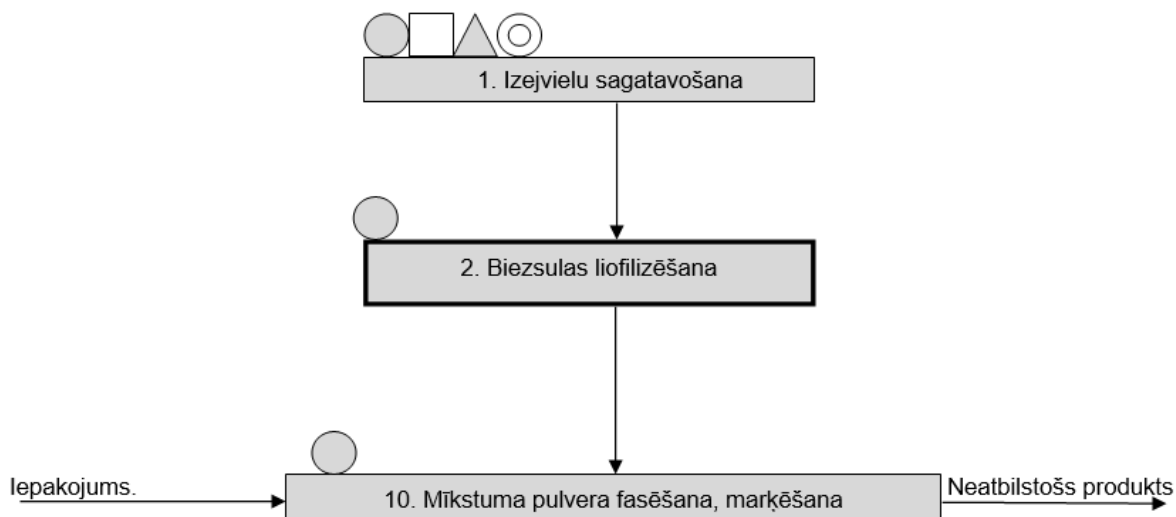 1. Izejvielu sagatavošana
2. Biezsulas liofilizēšana
Iepakojums.
10. Mīkstuma pulvera fasēšana, marķēšana
Neatbilstošs produkts